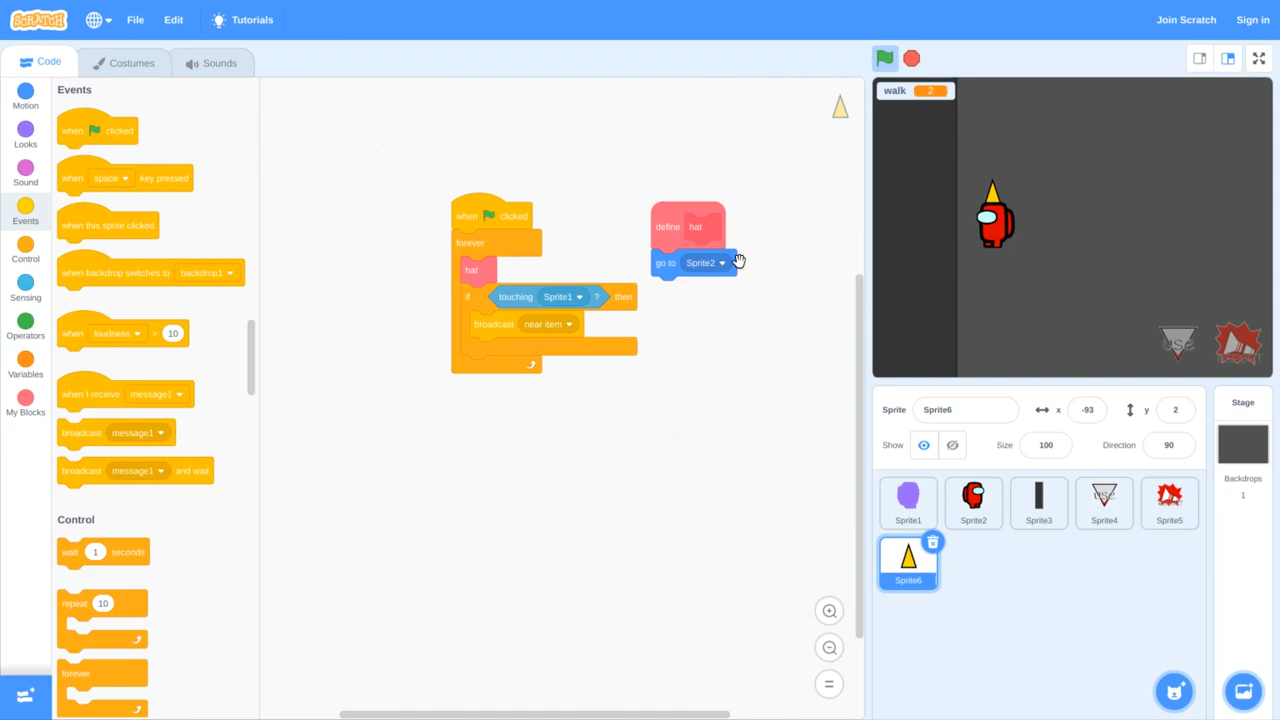 SCRATCH File Edit Tutorials Join Scratch Sign in
Code Costumes Sounds
Motion
Looks
Sound
Events
Control
Sensing
Operators
Variables
My Blocks
Events
when clicked
when space key pressed
when this sprite clicked
when backdrop switches to backdrop1
when loudness > 10
when I receive message1
broadcast message1
broadcast message1 and wait
Control
wait 1 seconds
repeat 10
forever
when clicked
forever
hat
if touching Sprite1 ? then
broadcast near item
define hat
go to Sprite2
walk 2
use
Sprite Sprite6 x -93 y 2
Show Size 100 Direction 90
Sprite1 Sprite2 Sprite3 Sprite4 Sprite5
use
Sprite6
Stage
Backdrops
1